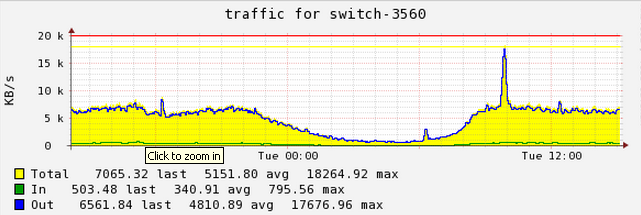 traffic for switch-3560
KB/s
20 k
15 k
10 k
5 k
0
Tue 00:00 Tue 12:00
Click to zoom in
Total 7065.32 last 5151.80 avg 18264.92 max
In 503.48 last 340.91 avg 795.56 max
Out 6561.84 last 4810.89 avg 17676.96 max